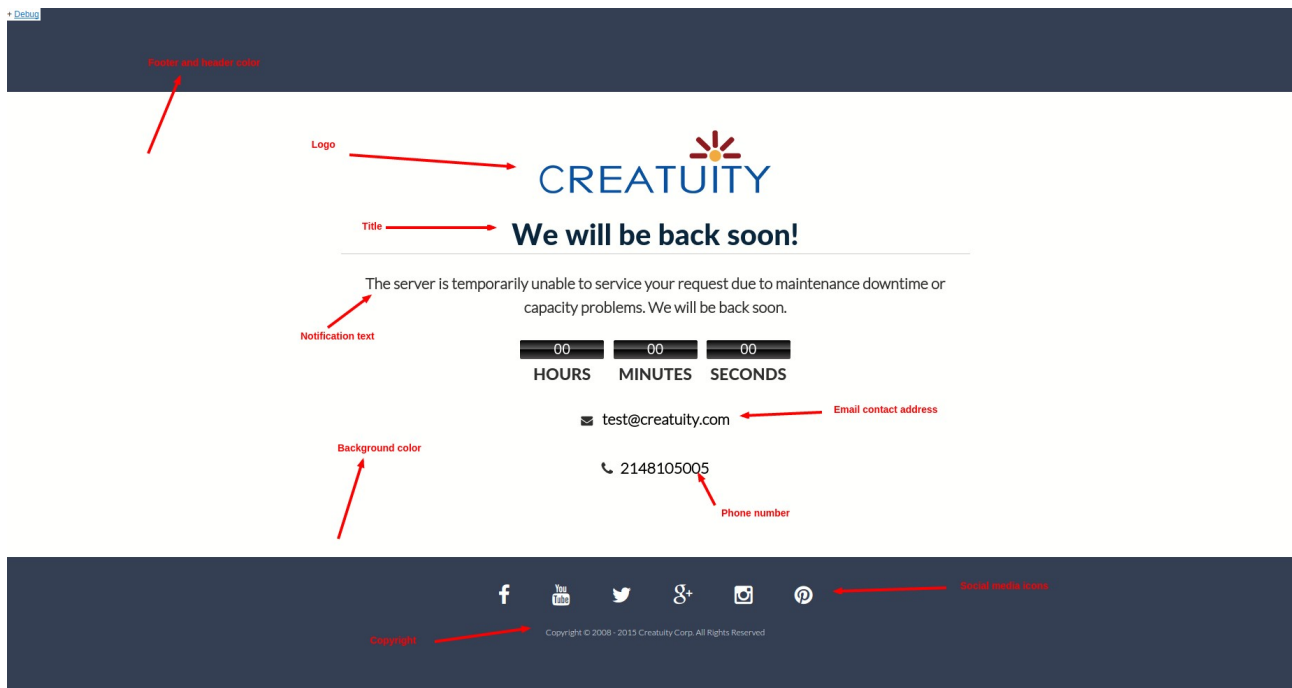 + Debug
Footer and header color
Logo
CREATUITY
Title
We will be back soon!
The server is temporarily unable to service your request due to maintenance downtime or
capacity problems. We will be back soon.
Notification text
00 00 00
HOURS MINUTES SECONDS
test@creatuity.com
Email contact address
Background color
2148105005
Phone number
You
Tube
g+
Social media icons
Copyright © 2008 - 2015 Creatuity Corp. All Rights Reserved
Copyright